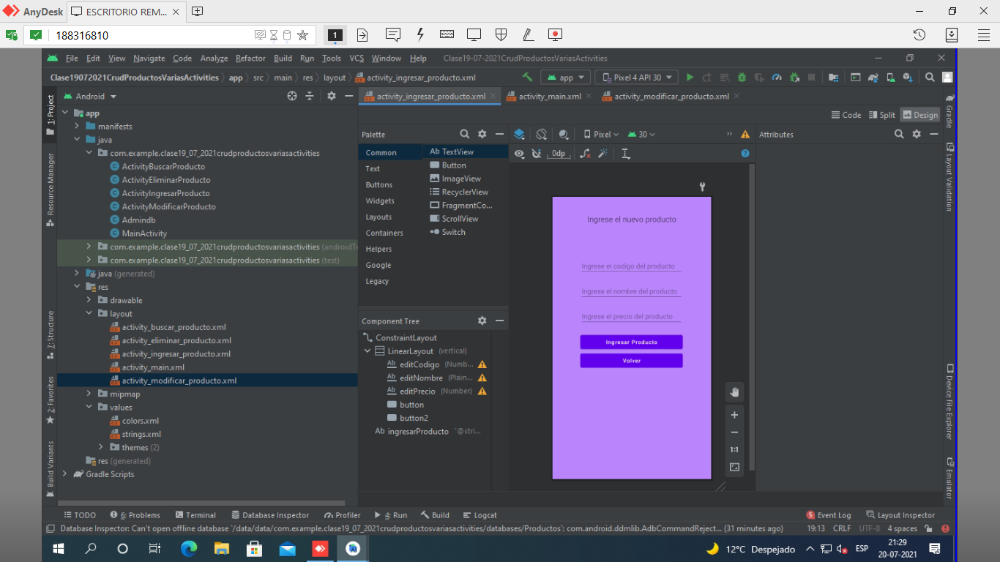 AnyDesk
ESCRITORIO REM...
188316810
1
File Edit View Navigate Code Analyze Refactor Build Run Tools VCS Window Help Clase19-07-2021CrudProductosVariasActivities
Clase19072021CrudProductosVariasActivities app src main res layout activity_ingresar_producto.xml
app
Pixel 4 API 30
1: Project
Resource Manager
Z: Structure
2: Favorites
Build Variants
Android
app
manifests
java
com.example.clase19_07_2021crudproductosvariasactivities
ActivityBuscarProducto
ActivityEliminarProducto
ActivityIngresarProducto
ActivityModificarProducto
Admindb
MainActivity
com.example.clase19_07_2021crudproductosvariasactivities (androidTe
com.example.clase19_07_2021crudproductosvariasactivities (test)
java (generated)
res
drawable
layout
activity_buscar_producto.xml
activity_eliminar_producto.xml
activity_ingresar_producto.xml
activity_main.xml
activity_modificar_producto.xml
mipmap
values
colors.xml
strings.xml
themes (2)
res (generated)
Gradle Scripts
activity_ingresar_producto.xml
activity_main.xml
activity_modificar_producto.xml
Code Split Design
Palette
Common
Text
Buttons
Widgets
Layouts
Containers
Helpers
Google
Legacy
Ab TextView
Button
ImageView
RecyclerView
FragmentCo...
ScrollView
Switch
Component Tree
ConstraintLayout
LinearLayout (vertical)
Ab editCodigo (Numb...
Ab editNombre (Plain...
Ab editPrecio (Number)
button
button2
Ab ingresarProducto "@stri...
Pixel
30
»
0dp
Ingrese el nuevo producto
Ingrese el codigo del producto
Ingrese el nombre del producto
Ingrese el precio del producto
Ingresar Producto
Volver
1:1
Attributes
Gradle
Layout Validation
Device File Explorer
Emulator
TODO
6: Problems
Terminal
Database Inspector
Profiler
4: Run
Build
Logcat
5 Event Log
Layout Inspector
Database Inspector: Can't open offline database `/data/data/com.example.clase19_07_2021crudproductosvariasactivities/databases/Productos`: com.android.ddmlib.AdbCommandReject... (31 minutes ago)
19:13 CRLF UTF-8 4 spaces
12°C Despejado
ESP
21:29
20-07-2021